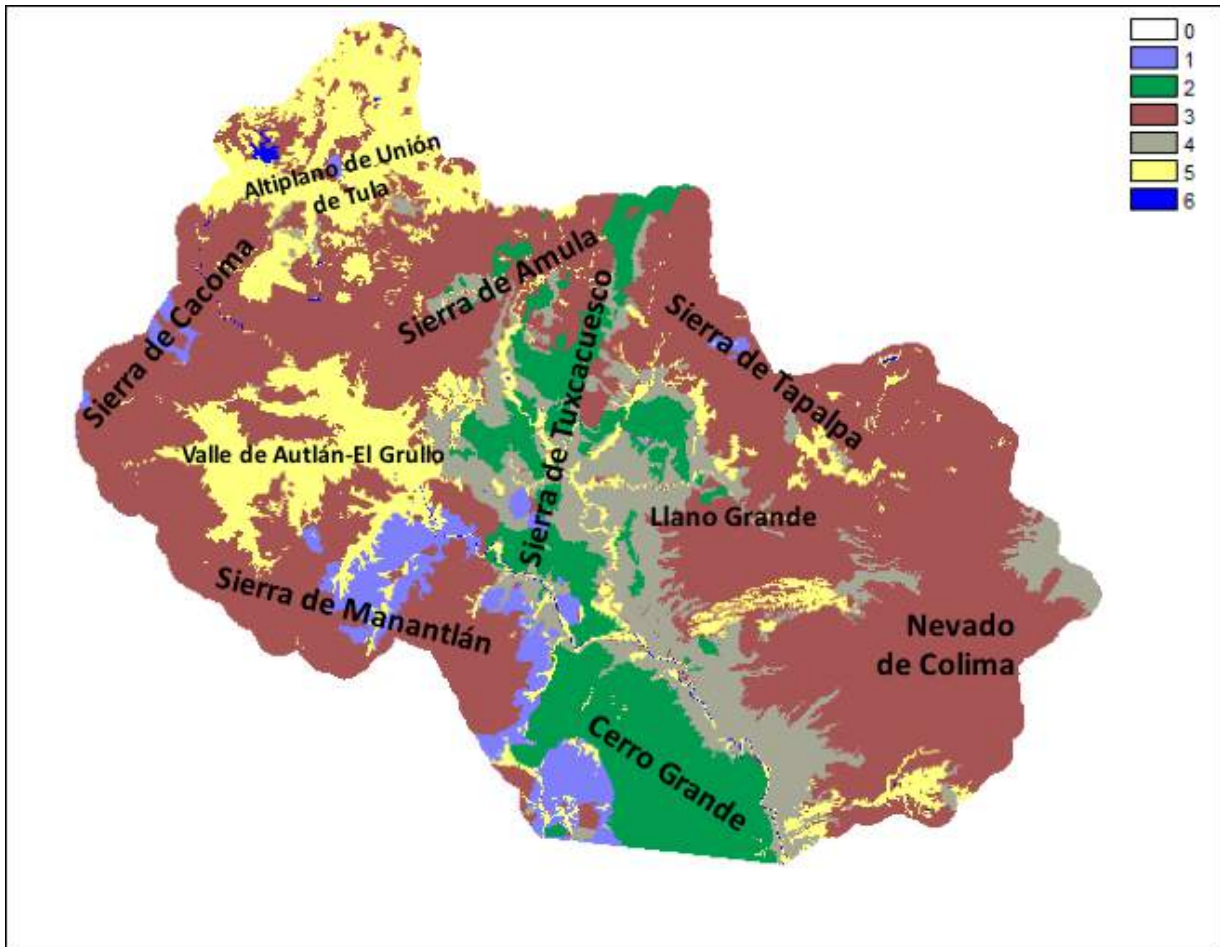 0
1
2
3
4
5
6
Altiplano de Unión
de Tula
Sierra de Cacoma
Sierra de Amula
Sierra de Tuxcacuesco
Sierra de Tapalpa
Valle de Autlán-El Grullo
Llano Grande
Sierra de Manantlán
Nevado
de Colima
Cerro Grande